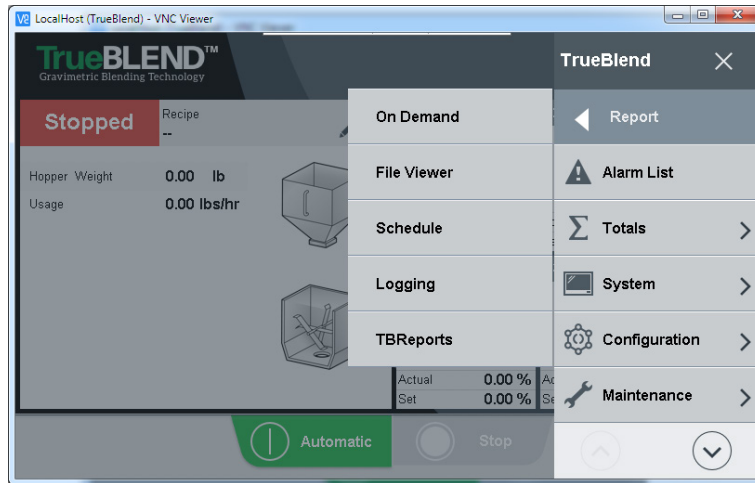 LocalHost (TrueBlend) - VNC Viewer
TrueBLEND™
Gravimetric Blending Technology
Stopped
Recipe
--
Hopper Weight 0.00 lb
Usage 0.00 lbs/hr
On Demand
File Viewer
Schedule
Logging
TBReports
TrueBlend
Report
Alarm List
Totals
System
Configuration
Maintenance
Actual 0.00 %
Set 0.00 %
Automatic
Stop